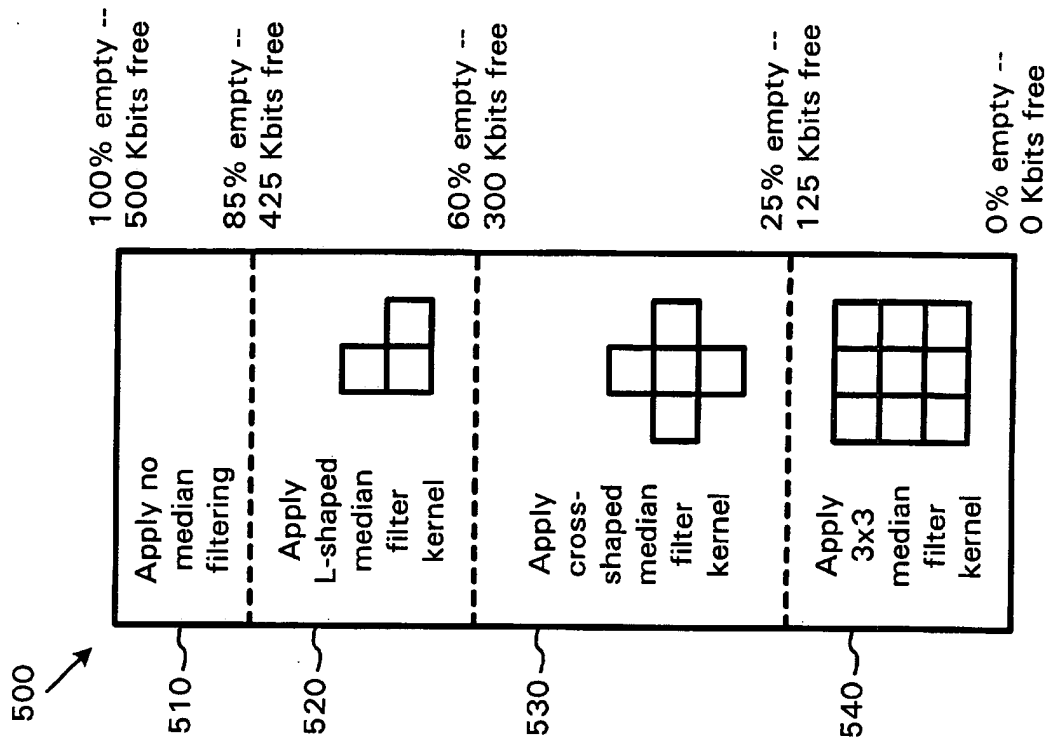 500
510
Apply no
median
filtering
100% empty --
500 Kbits free
85% empty --
425 Kbits free
520
Apply
L-shaped
median
filter
kernel
60% empty --
300 Kbits free
530
Apply
cross-
shaped
median
filter
kernel
25% empty --
125 Kbits free
540
Apply
3x3
median
filter
kernel
0% empty --
0 Kbits free